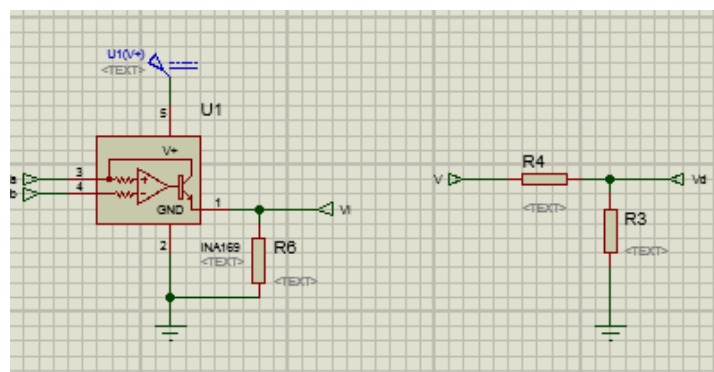 U1(V+)
<TEXT>
U1
5
V+
3
4
GND
1
VI
2
INA169
<TEXT>
R6
<TEXT>
V
R4
<TEXT>
Vd
R3
<TEXT>